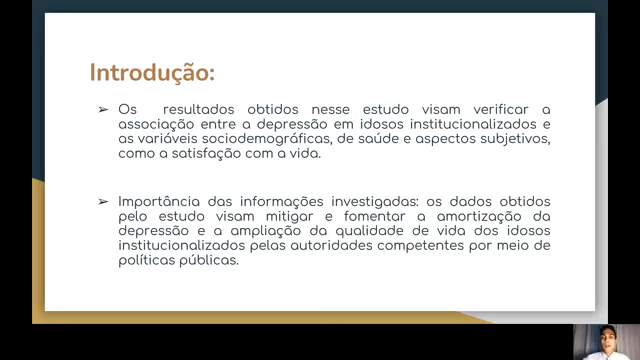 Introdução:
➢ Os resultados obtidos nesse estudo visam verificar a
associação entre a depressão em idosos institucionalizados e
as variáveis sociodemográficas, de saúde e aspectos subjetivos,
como a satisfação com a vida.
➢ Importância das informações investigadas: os dados obtidos
pelo estudo visam mitigar e fomentar a amortização da
depressão e a ampliação da qualidade de vida dos idosos
institucionalizados pelas autoridades competentes por meio de
políticas públicas.